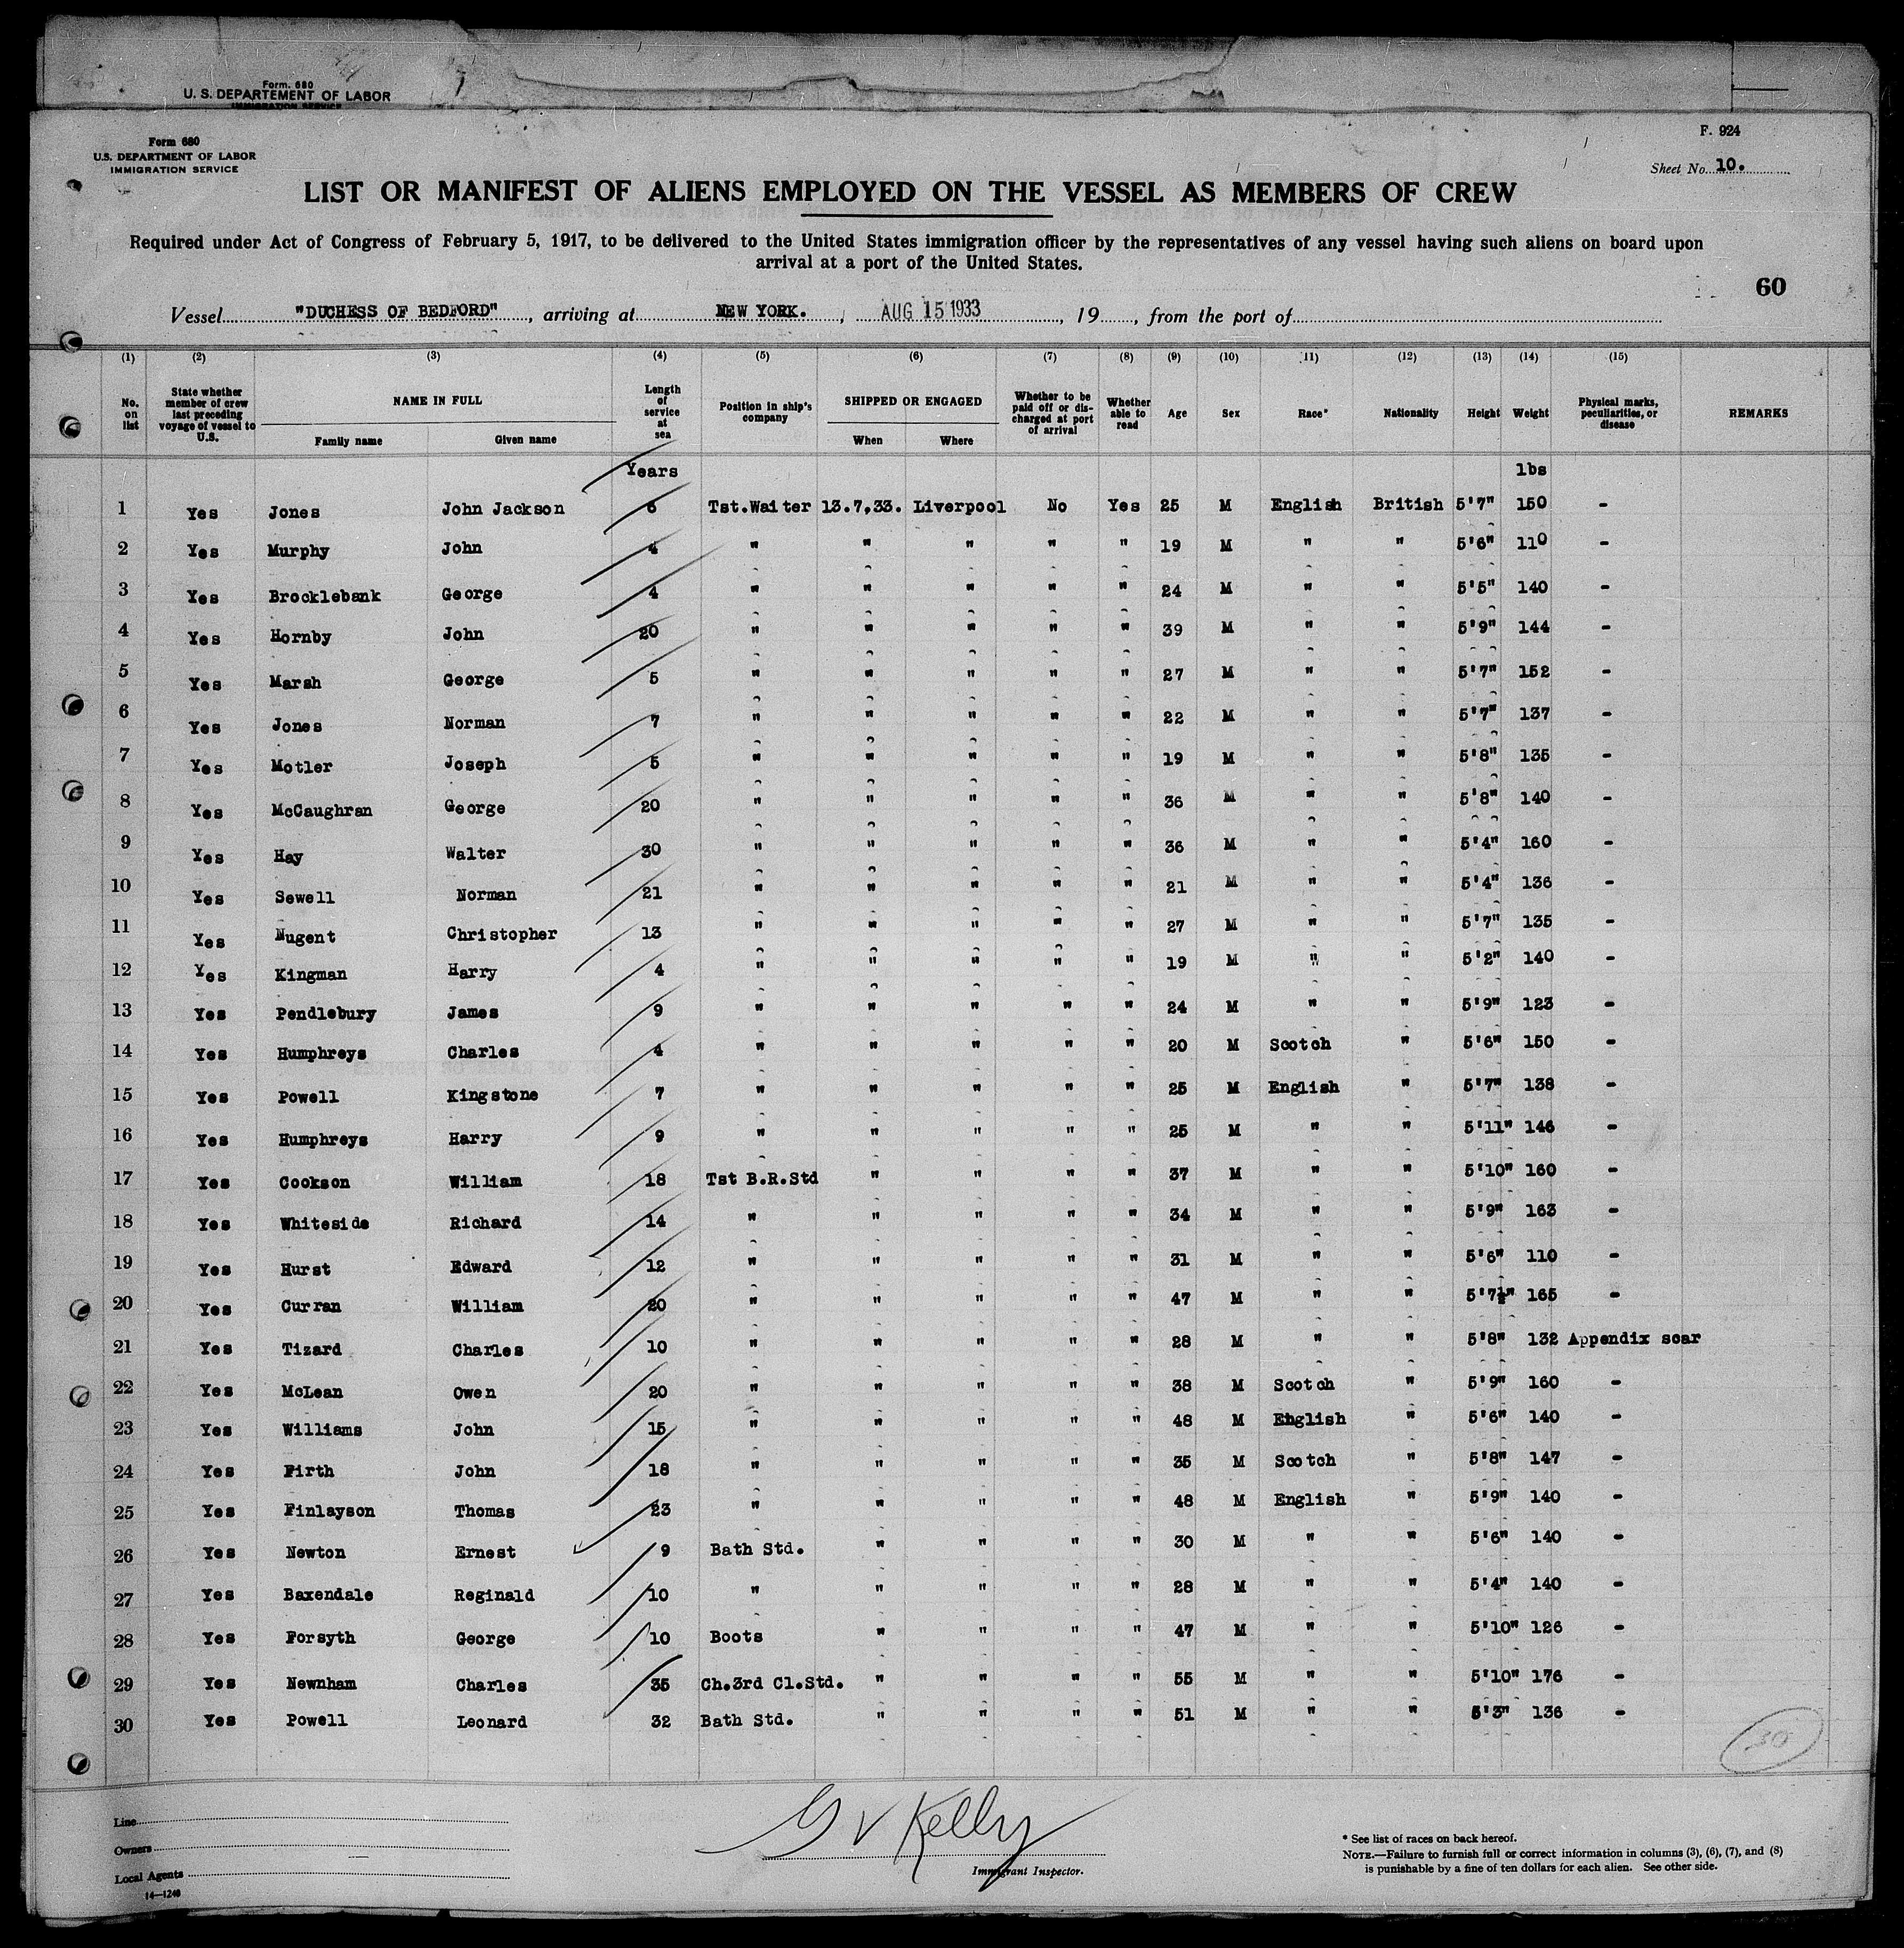 Form. 680
U. S. DEPARTEMENT OF LABOR
IMMIGRATION SERVICE
Form 680
U.S. DEPARTMENT OF LABOR
IMMIGRATION SERVICE
F. 924
Sheet No. 10.
LIST OR MANIFEST OF ALIENS EMPLOYED ON THE VESSEL AS MEMBERS OF CREW
Required under Act of Congress of February 5, 1917, to be delivered to the United States immigration officer by the representatives of any vessel having such aliens on board upon
arrival at a port of the United States.
60
Vessel "DUCHESS OF BEDFORD", arriving at NEW YORK., AUG 15 1933, 19, from the port of
(1) (2) (3) (4) (5) (6) (7) (8) (9) (10) (11) (12) (13) (14) (15)
No. on list State whether member of crew last preceding voyage of vessel to U.S. NAME IN FULL Family name Given name Length of service at sea Position in ship's company SHIPPED OR ENGAGED When Where Whether to be paid off or discharged at port of arrival Whether able to read Age Sex Race* Nationality Height Weight Physical marks, peculiarities, or disease REMARKS
Years lbs
1 Yes Jones John Jackson 6 Tst.Waiter 13.7.33. Liverpool No Yes 25 M English British 5'7" 150 -
2 Yes Murphy John 4 " " " " " 19 M " " 5'6" 110 -
3 Yes Brocklebank George 4 " " " " " 24 M " " 5'5" 140 -
4 Yes Hornby John 20 " " " " " 39 M " " 5'9" 144 -
5 Yes Marsh George 5 " " " " " 27 M " " 5'7" 152 -
6 Yes Jones Norman 7 " " " " " 22 M " " 5'7" 137 -
7 Yes Motler Joseph 5 " " " " " 19 M " " 5'8" 135 -
8 Yes McCaughran George 20 " " " " " 36 M " " 5'8" 140 -
9 Yes Hay Walter 30 " " " " " 36 M " " 5'4" 160 -
10 Yes Sewell Norman 21 " " " " " 21 M " " 5'4" 136 -
11 Yes Nugent Christopher 13 " " " " " 27 M " " 5'7" 135 -
12 Yes Kingman Harry 4 " " " " " 19 M " " 5'2" 140 -
13 Yes Pendlebury James 9 " " " " " 24 M " " 5'9" 123 -
14 Yes Humphreys Charles 4 " " " " " 20 M Scotch " 5'6" 150 -
15 Yes Powell Kingstone 7 " " " " " 25 M English " 5'7" 138 -
16 Yes Humphreys Harry 9 " " " " " 25 M " " 5'11" 146 -
17 Yes Cookson William 18 Tst B.R.Std " " " " 37 M " " 5'10" 160 -
18 Yes Whiteside Richard 14 " " " " " 34 M " " 5'9" 163 -
19 Yes Hurst Edward 12 " " " " " 31 M " " 5'6" 110 -
20 Yes Curran William 20 " " " " " 47 M " " 5'7½" 165 -
21 Yes Tizard Charles 10 " " " " " 28 M " " 5'8" 132 Appendix scar
22 Yes McLean Owen 20 " " " " " 38 M Scotch " 5'9" 160 -
23 Yes Williams John 15 " " " " " 48 M English " 5'6" 140 -
24 Yes Firth John 18 " " " " " 35 M Scotch " 5'8" 147 -
25 Yes Finlayson Thomas 23 " " " " " 48 M English " 5'9" 140 -
26 Yes Newton Ernest 9 Bath Std. " " " " 30 M " " 5'6" 140 -
27 Yes Baxendale Reginald 10 " " " " " 28 M " " 5'4" 140 -
28 Yes Forsyth George 10 Boots " " " " 47 M " " 5'10" 126 -
29 Yes Newnham Charles 35 Ch.3rd Cl.Std. " " " " 55 M " " 5'10" 176 -
30 Yes Powell Leonard 32 Bath Std. " " " " 51 M " " 5'3" 136 -
30
Line
Owners
Local Agents
14—1240
G V Kelly
Immigrant Inspector.
* See list of races on back hereof.
NOTE.—Failure to furnish full or correct information in columns (3), (6), (7), and (8)
is punishable by a fine of ten dollars for each alien. See other side.